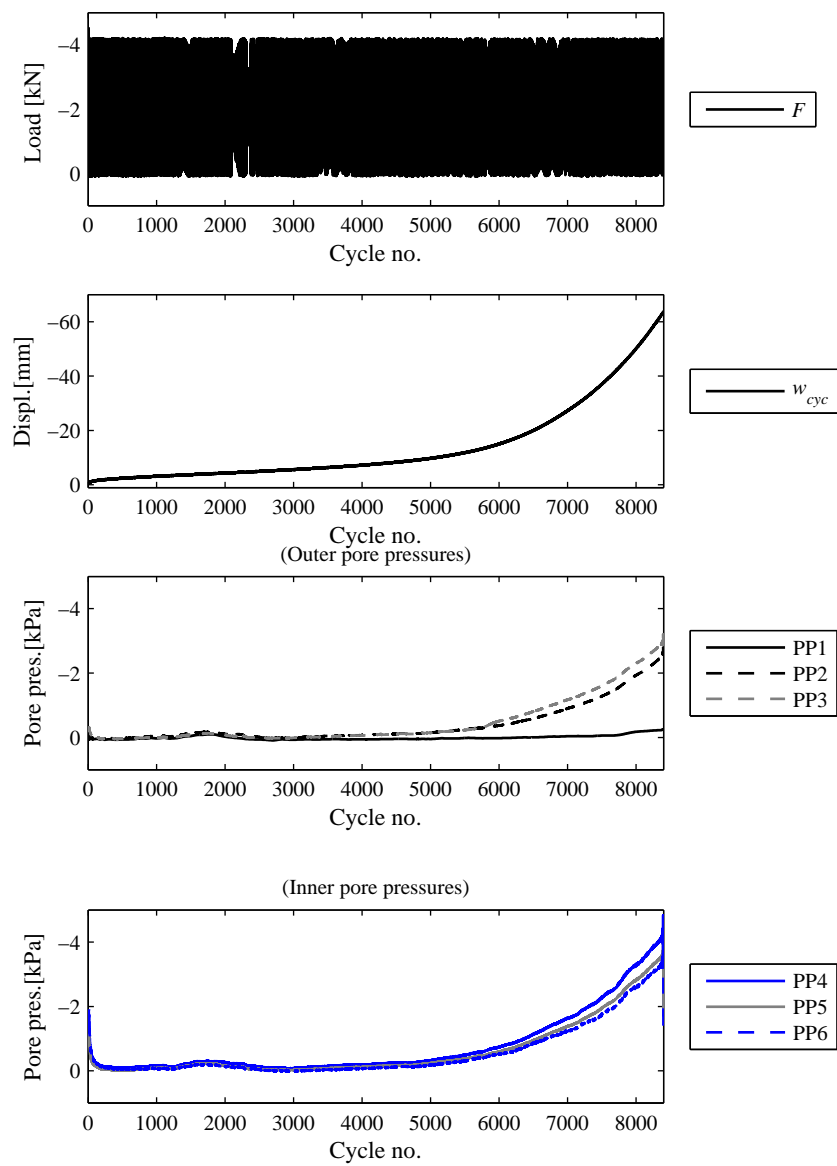 −4
−2
0
Load [kN]
0 1000 2000 3000 4000 5000 6000 7000 8000
Cycle no.
F
−60
−40
−20
0
Displ.[mm]
0 1000 2000 3000 4000 5000 6000 7000 8000
Cycle no.
w_cyc
(Outer pore pressures)
−4
−2
0
Pore pres.[kPa]
0 1000 2000 3000 4000 5000 6000 7000 8000
Cycle no.
PP1
PP2
PP3
(Inner pore pressures)
−4
−2
0
Pore pres.[kPa]
0 1000 2000 3000 4000 5000 6000 7000 8000
Cycle no.
PP4
PP5
PP6